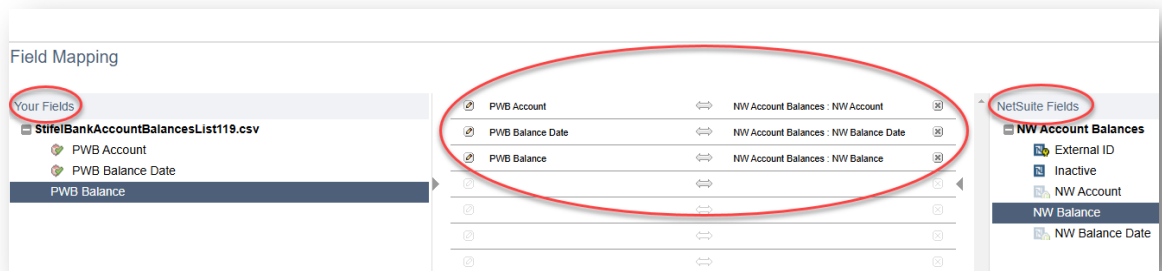 Field Mapping
Your Fields
StifelBankAccountBalancesList119.csv
PWB Account
PWB Balance Date
PWB Balance
PWB Account NW Account Balances : NW Account
PWB Balance Date NW Account Balances : NW Balance Date
PWB Balance NW Account Balances : NW Balance
NetSuite Fields
NW Account Balances
External ID
Inactive
NW Account
NW Balance
NW Balance Date